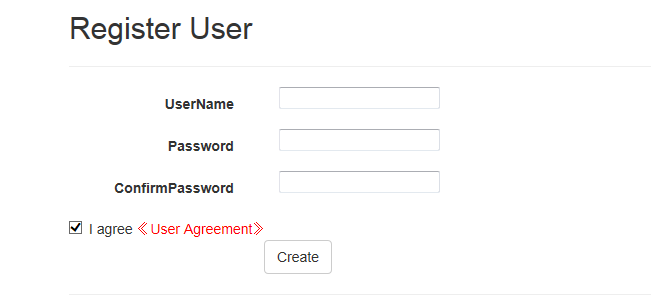 Register User
UserName
Password
ConfirmPassword
I agree 《User Agreement》
Create